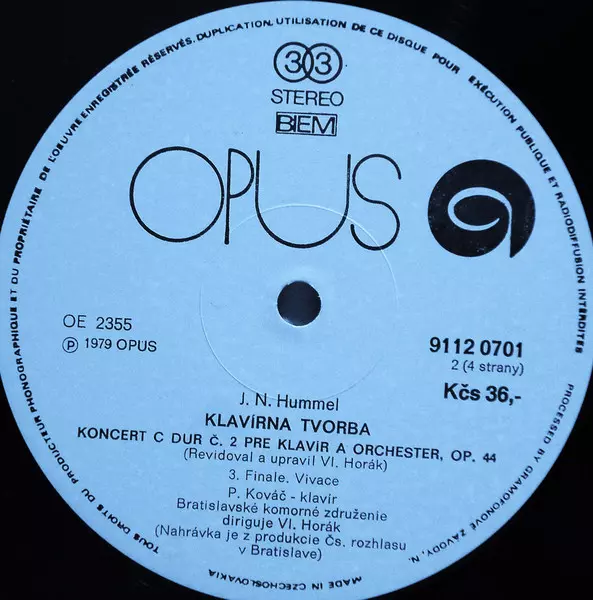 TOUS DROITS DU PRODUCTEUR PHONOGRAPHIQUE ET DU PROPRIÉTAIRE DE L'OEUVRE ENREGISTRÉE RÉSERVÉS, DUPLICATION, UTILISATION DE CE DISQUE POUR EXÉCUTION PUBLIQUE ET RADIODIFFUSION INTERDITES
PROCESSED BY GRAMOFONOVÉ ZÁVODY, N.
MADE IN CZECHOSLOVAKIA
33
STEREO
BIEM
OPUS
OE 2355
Ⓟ 1979 OPUS
9112 0701
2 (4 strany)
Kčs 36,-
J. N. Hummel
KLAVÍRNA TVORBA
KONCERT C DUR Č. 2 PRE KLAVÍR A ORCHESTER, OP. 44
(Revidoval a upravil Vl. Horák)
3. Finale. Vivace
P. Kováč - klavír
Bratislavské komorné združenie
diriguje Vl. Horák
(Nahrávka je z produkcie Čs. rozhlasu
v Bratislave)